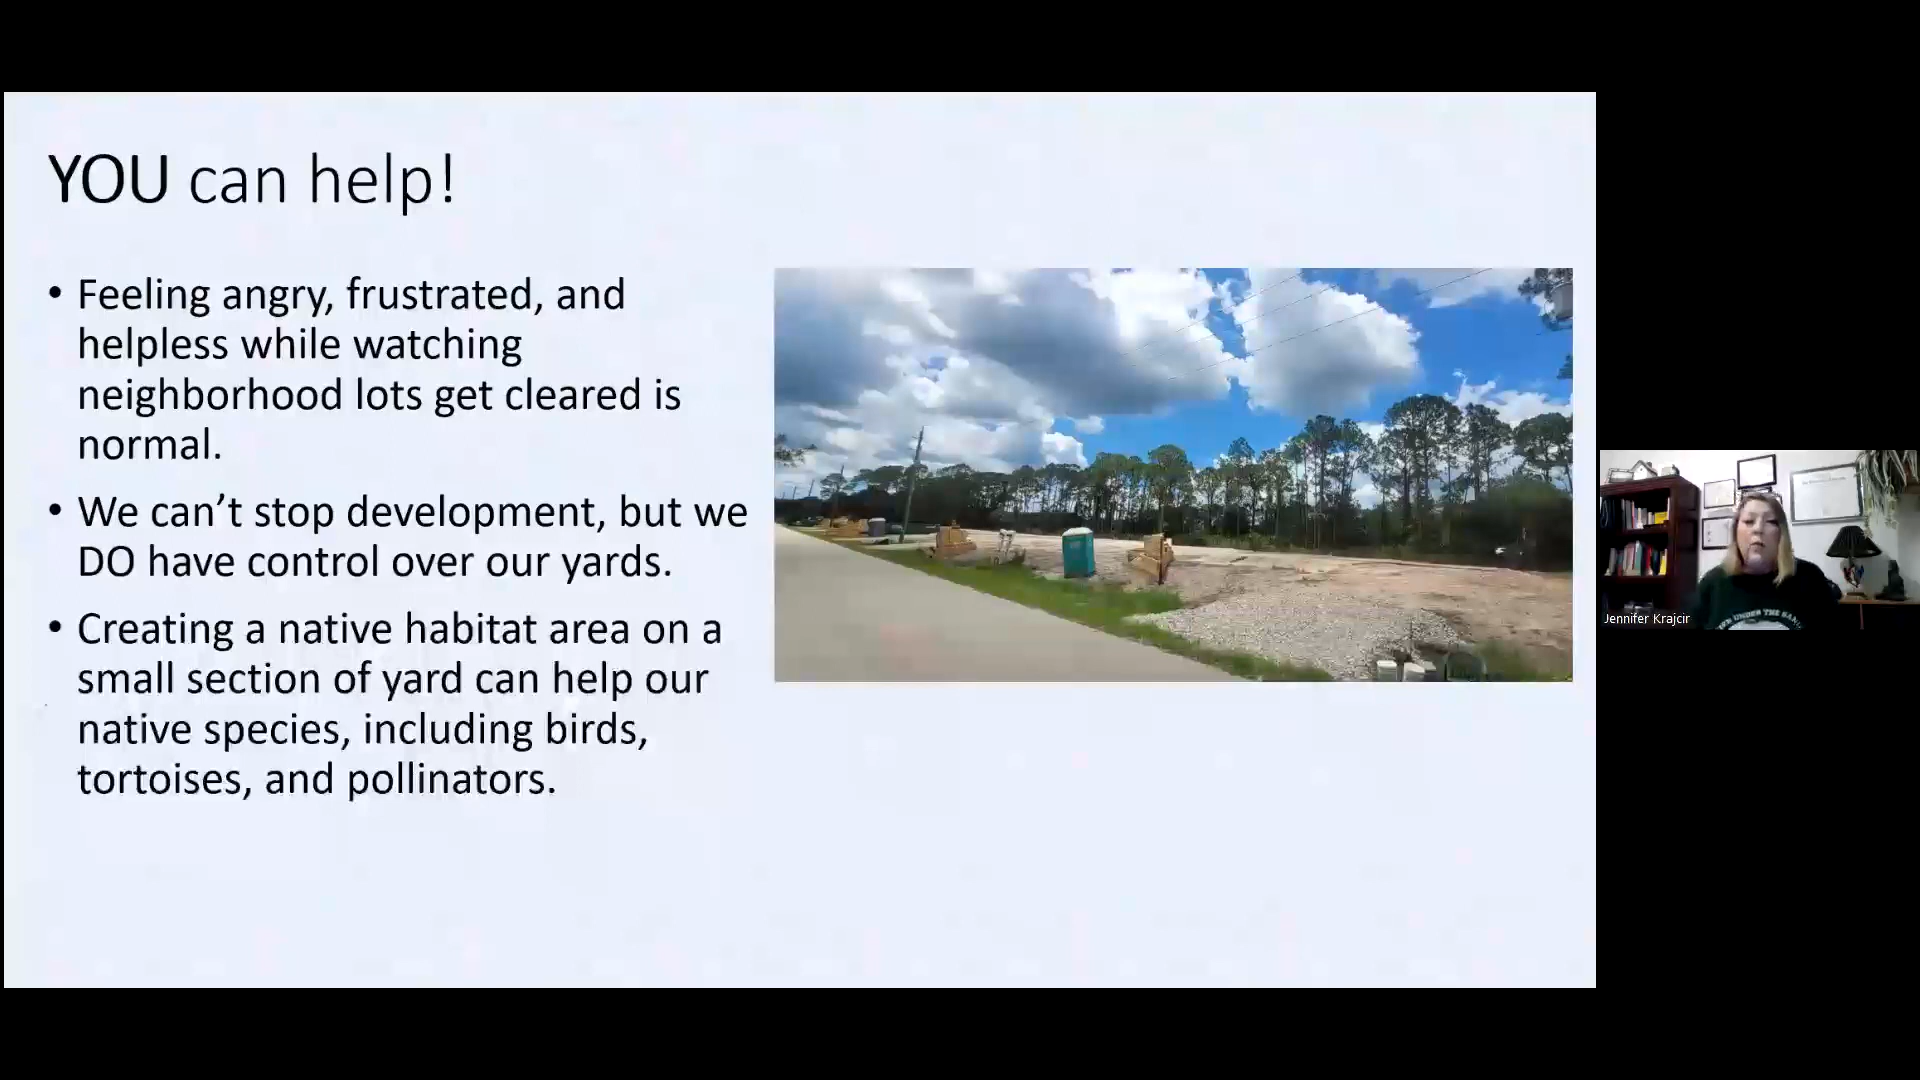 YOU can help!
• Feeling angry, frustrated, and
helpless while watching
neighborhood lots get cleared is
normal.
• We can’t stop development, but we
DO have control over our yards.
• Creating a native habitat area on a
small section of yard can help our
native species, including birds,
tortoises, and pollinators.
Jennifer Krajcir
UNDER THE